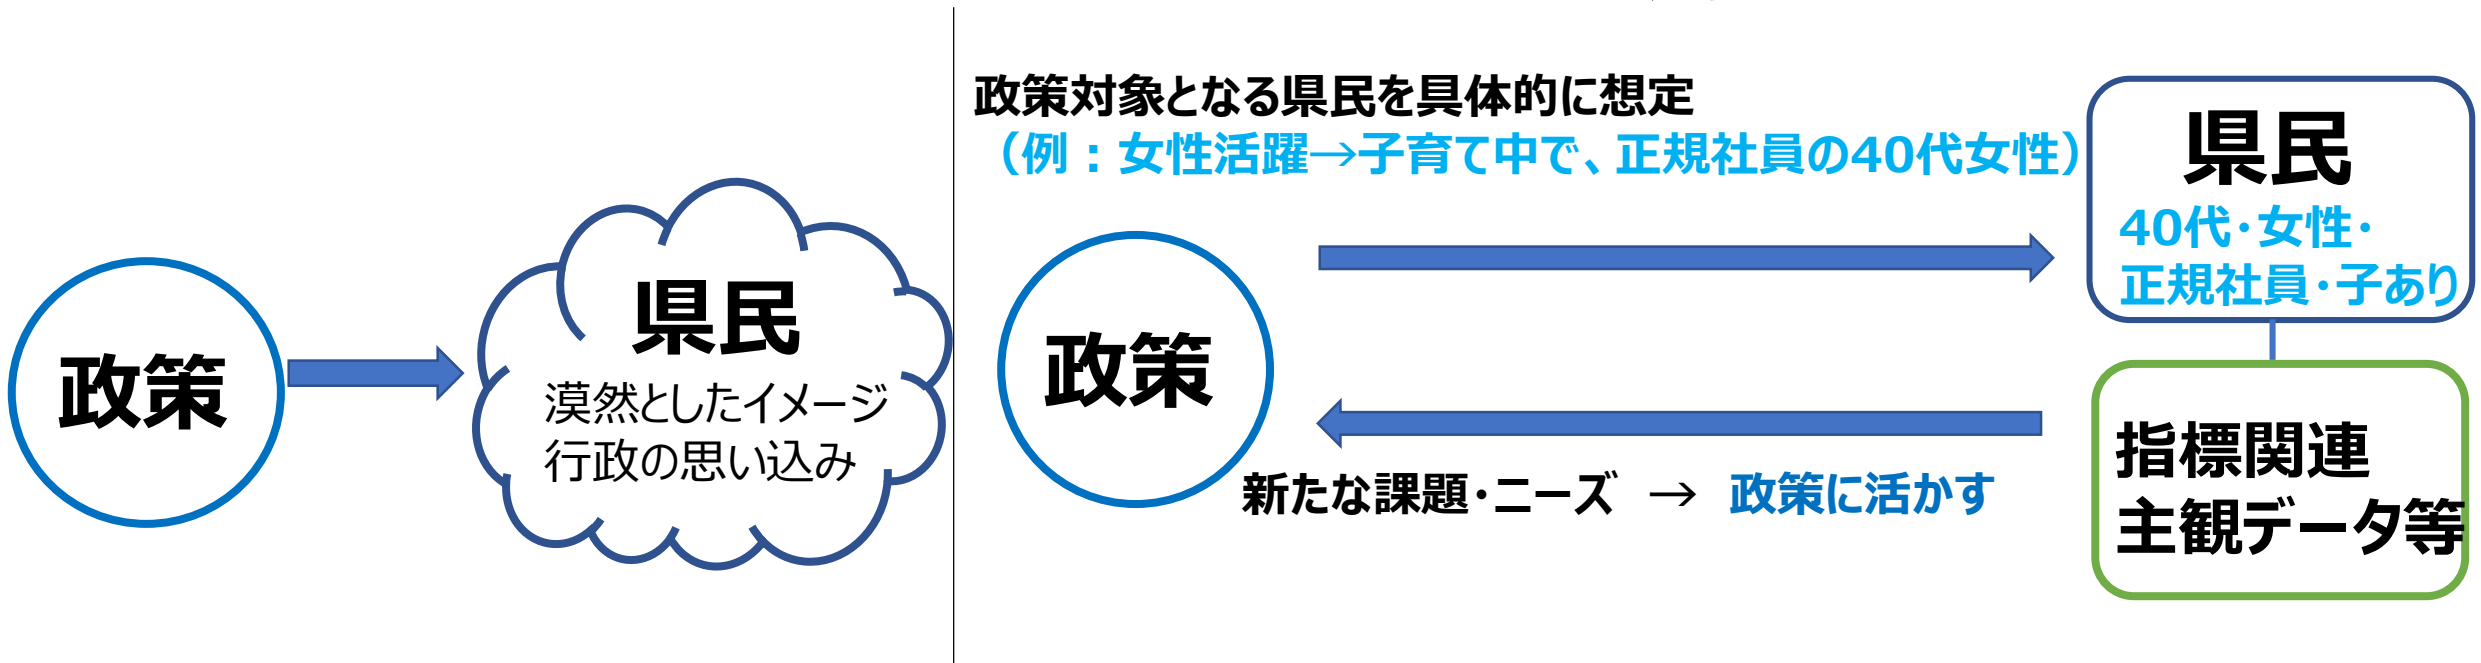 政策
県民
漠然としたイメージ
行政の思い込み
政策対象となる県民を具体的に想定
（例：女性活躍→子育て中で、正規社員の40代女性）
政策
新たな課題・ニーズ　→　政策に活かす
県民
40代・女性・
正規社員・子あり
指標関連
主観データ等